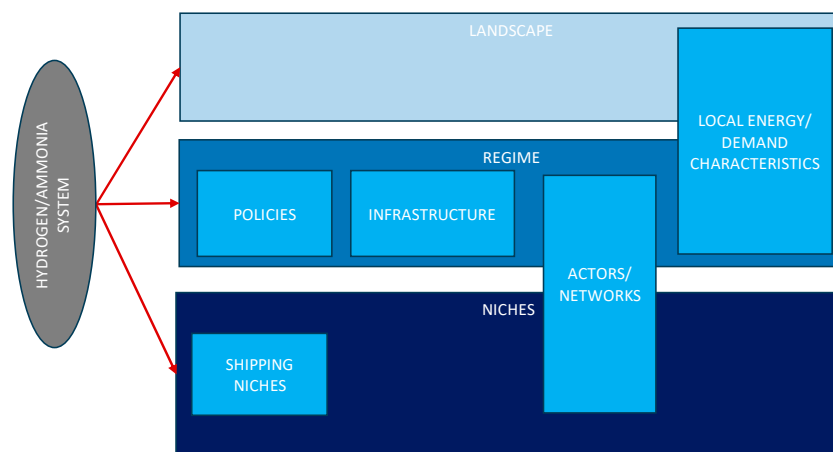 HYDROGEN/AMMONIA
SYSTEM
LANDSCAPE
LOCAL ENERGY/
DEMAND
CHARACTERISTICS
REGIME
POLICIES
INFRASTRUCTURE
ACTORS/
NETWORKS
NICHES
SHIPPING
NICHES